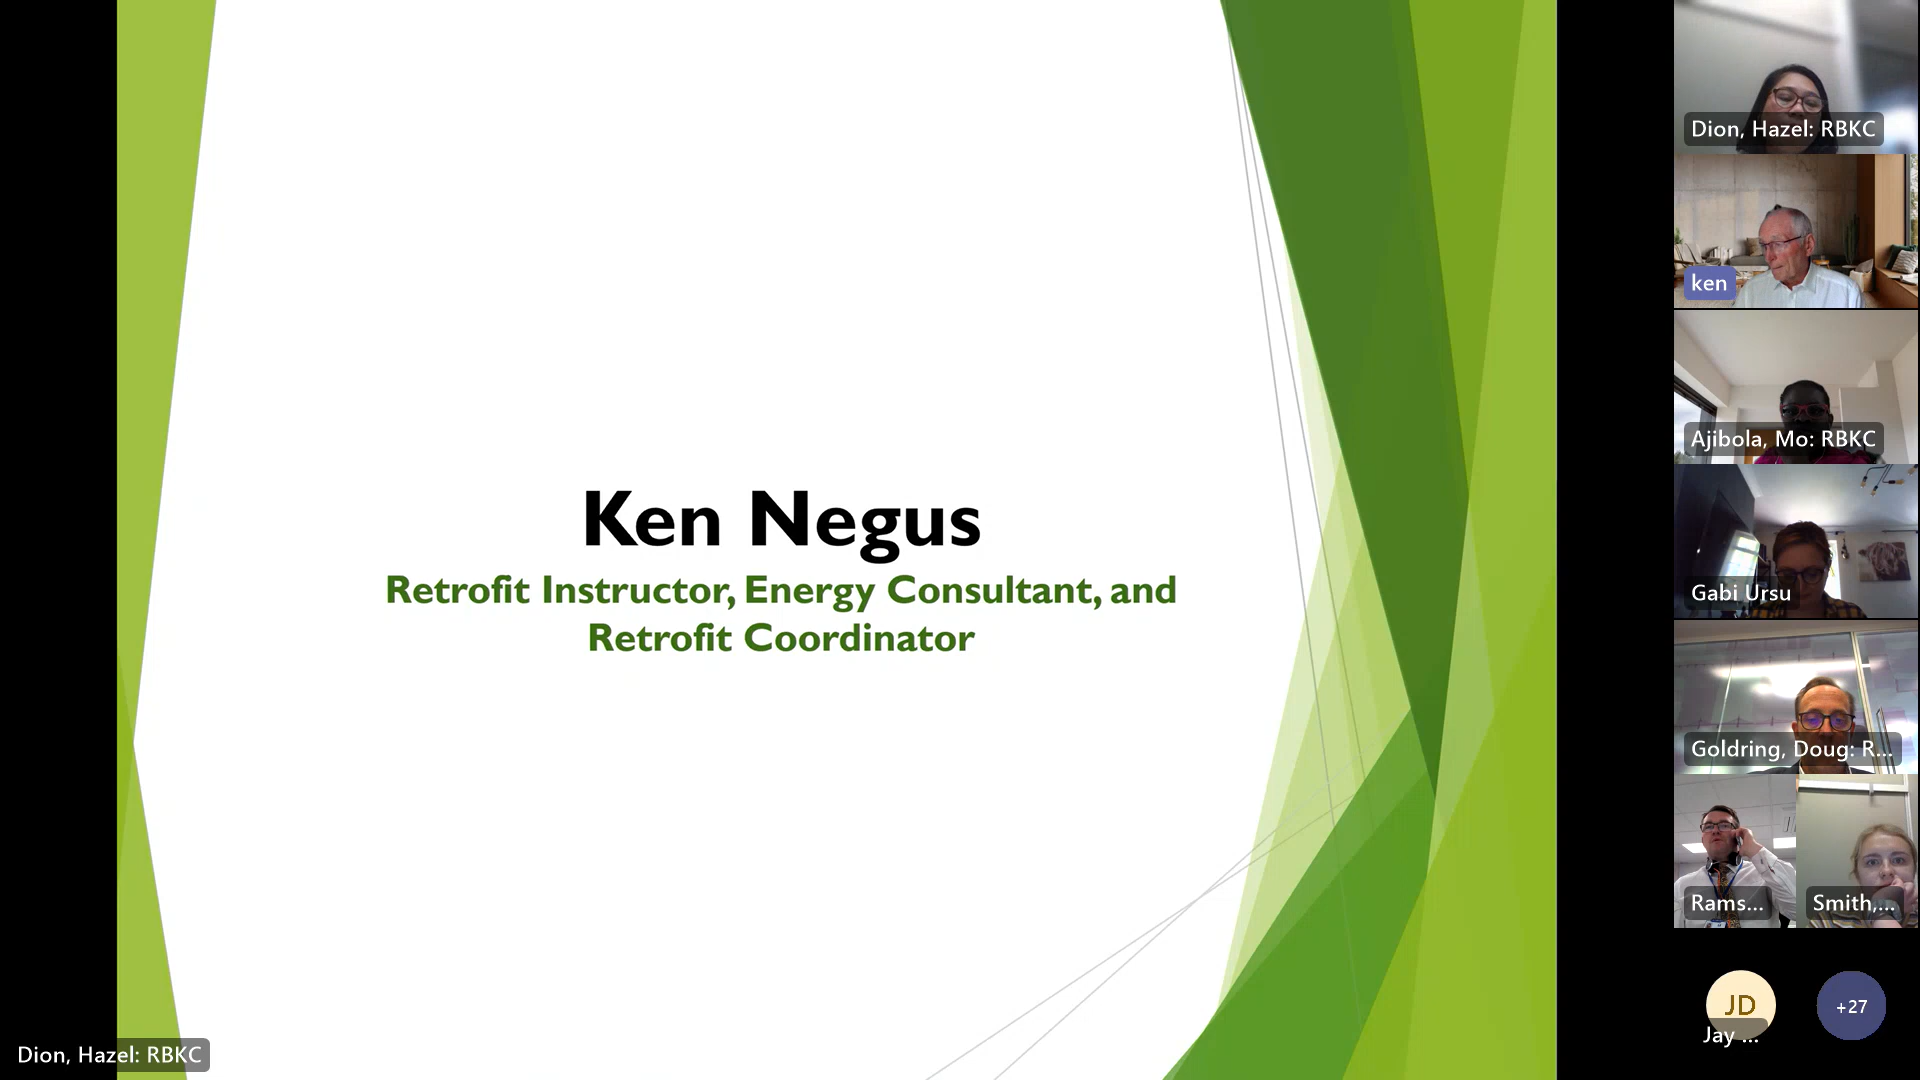 Ken Negus
Retrofit Instructor, Energy Consultant, and
Retrofit Coordinator
Dion, Hazel: RBKC
Dion, Hazel: RBKC
ken
Ajibola, Mo: RBKC
Gabi Ursu
Goldring, Doug: R...
Rams...
Smith,...
JD
Jay ...
+27